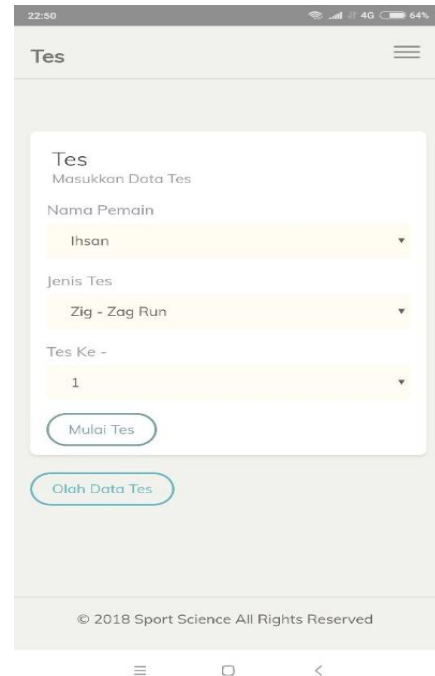 22:50 4G 64%
Tes
Tes
Masukkan Data Tes
Nama Pemain
Ihsan
Jenis Tes
Zig - Zag Run
Tes Ke -
1
Mulai Tes
Olah Data Tes
© 2018 Sport Science All Rights Reserved